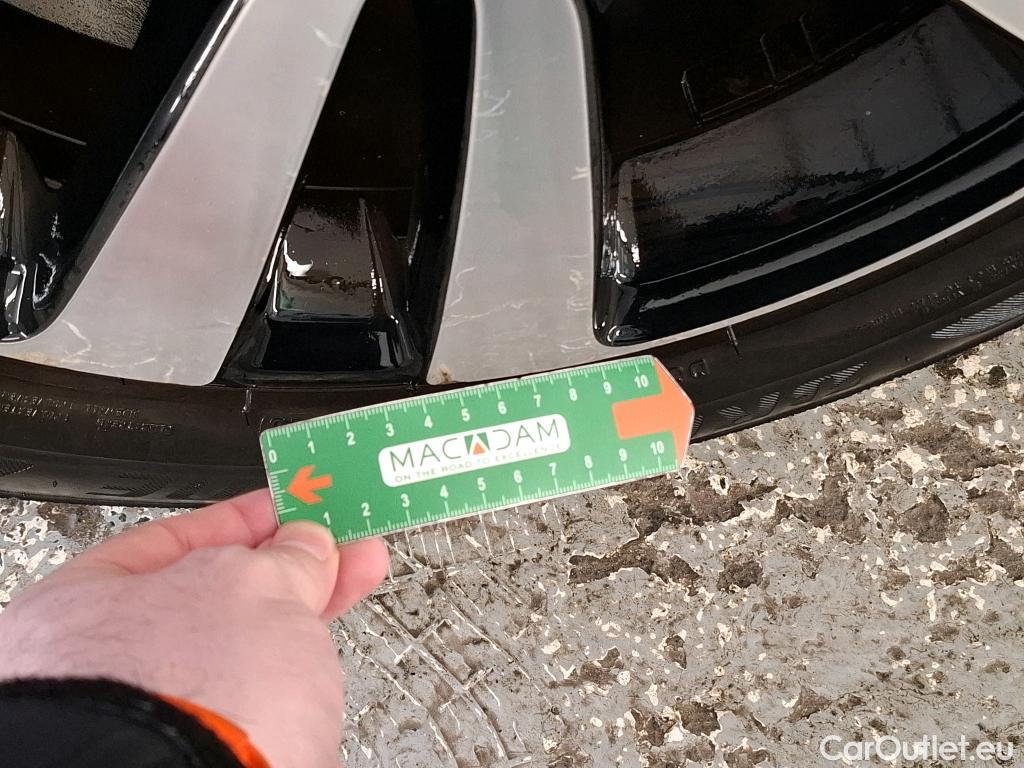 0 1 2 3 4 5 6 7 8 9 10
MACADAM
ON THE ROAD TO EXCELLENCE
1 2 3 4 5 6 7 8 9 10
CarOutlet.eu